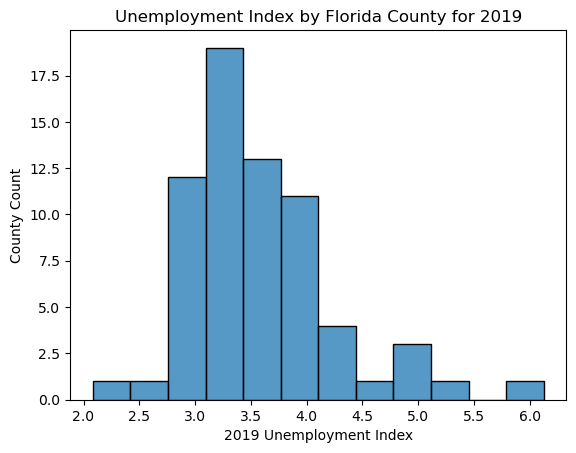 Unemployment Index by Florida County for 2019
17.5
15.0
12.5
10.0
7.5
5.0
2.5
0.0
County Count
2.0 2.5 3.0 3.5 4.0 4.5 5.0 5.5 6.0
2019 Unemployment Index